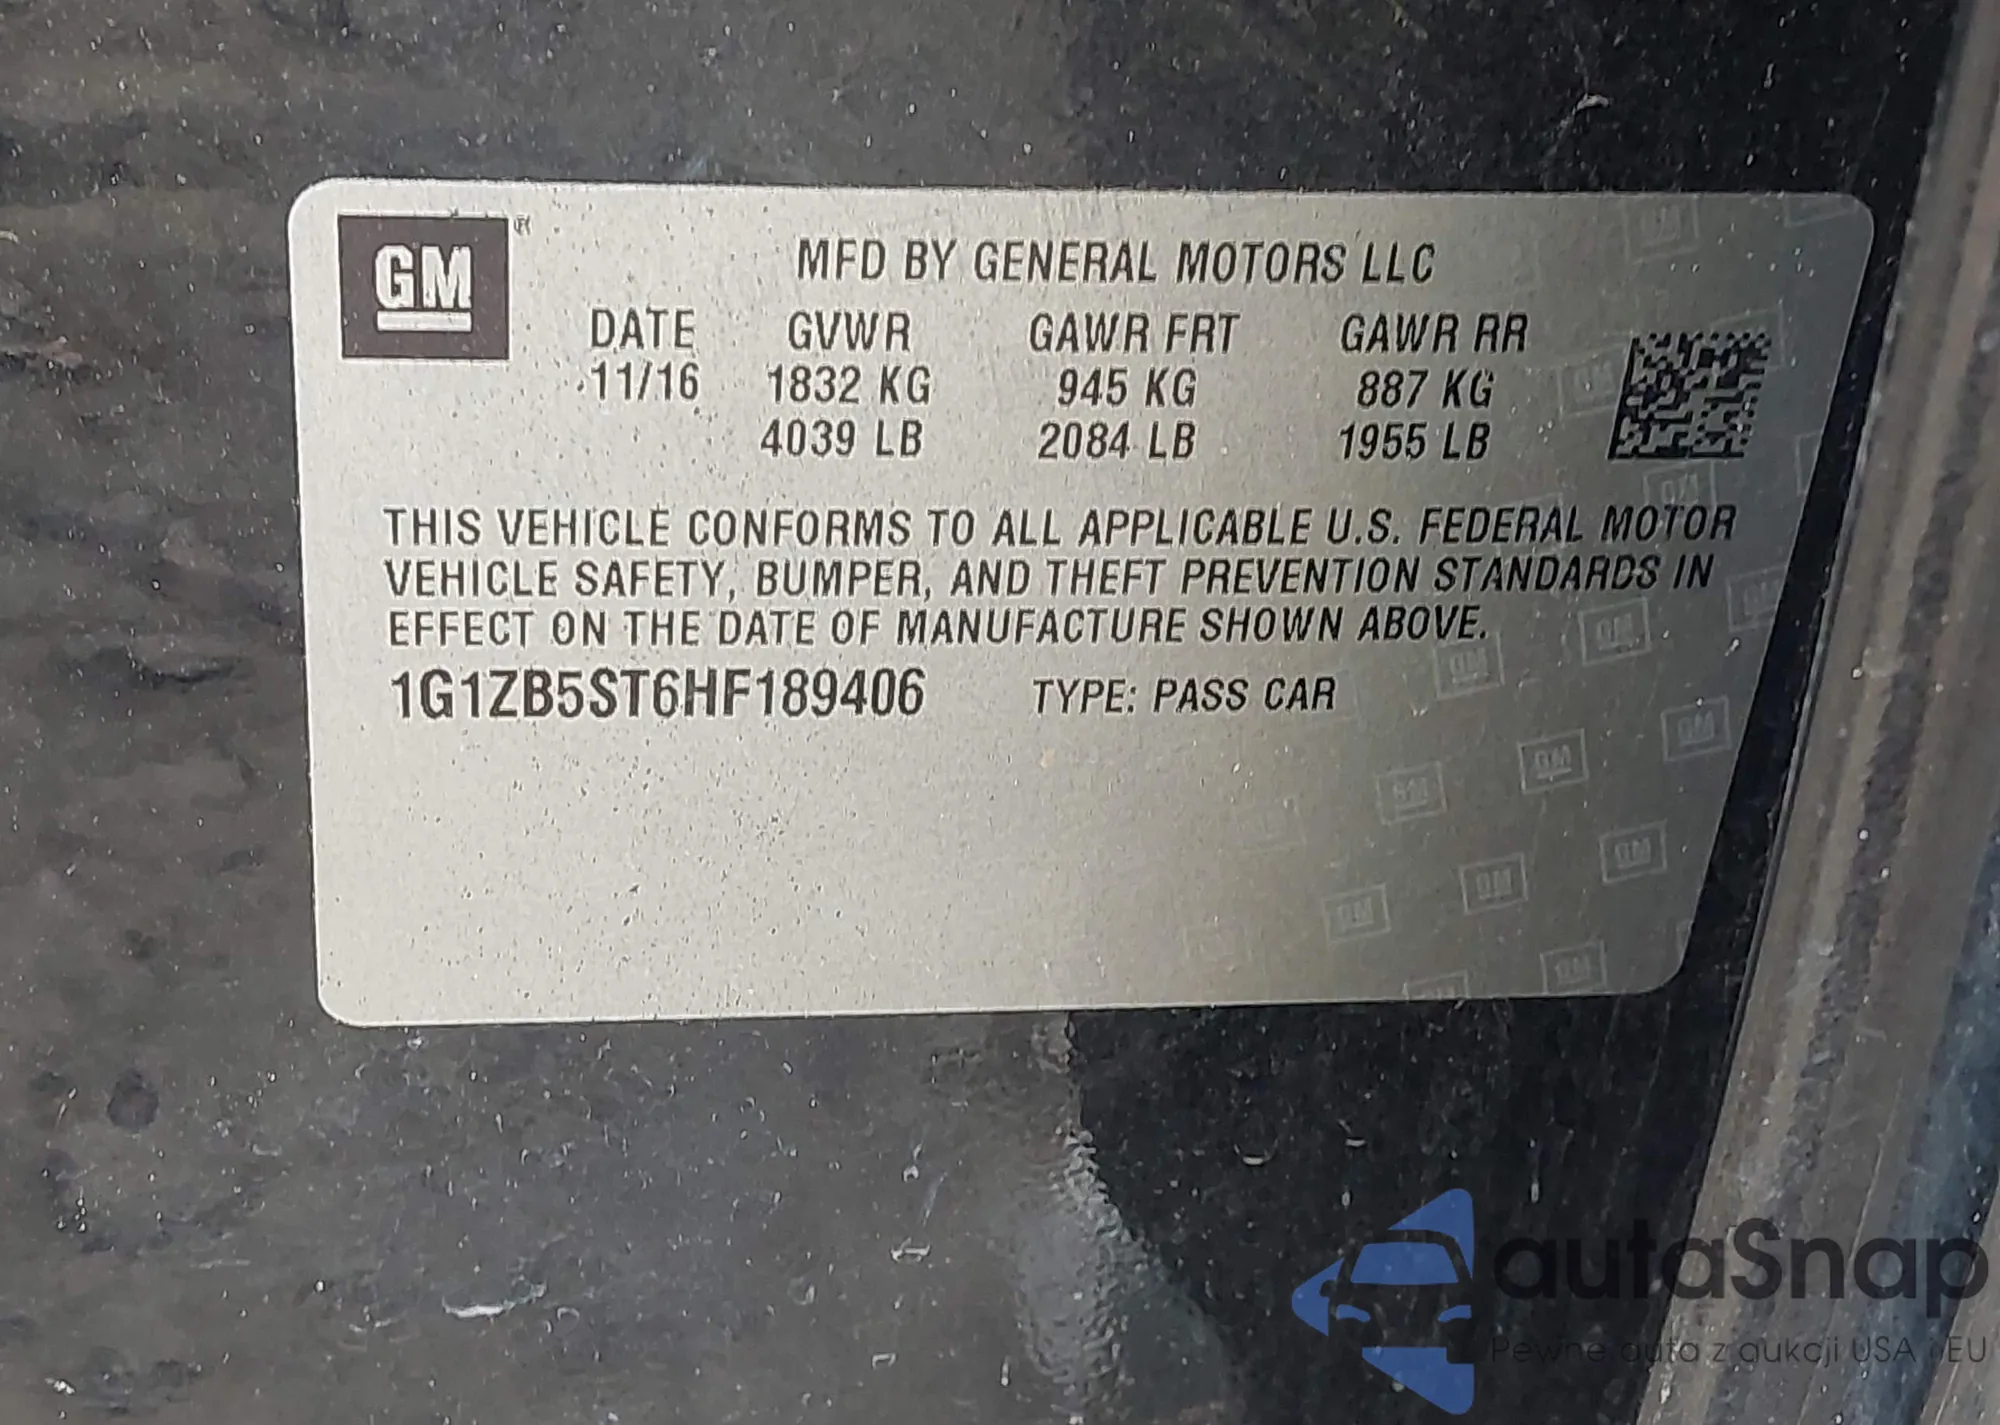 GM ®
MFD BY GENERAL MOTORS LLC
DATE GVWR GAWR FRT GAWR RR
11/16 1832 KG 945 KG 887 KG
4039 LB 2084 LB 1955 LB
THIS VEHICLE CONFORMS TO ALL APPLICABLE U.S. FEDERAL MOTOR
VEHICLE SAFETY, BUMPER, AND THEFT PREVENTION STANDARDS IN
EFFECT ON THE DATE OF MANUFACTURE SHOWN ABOVE.
1G1ZB5ST6HF189406 TYPE: PASS CAR
autaSnap
Pewne auta z aukcji USA i EU